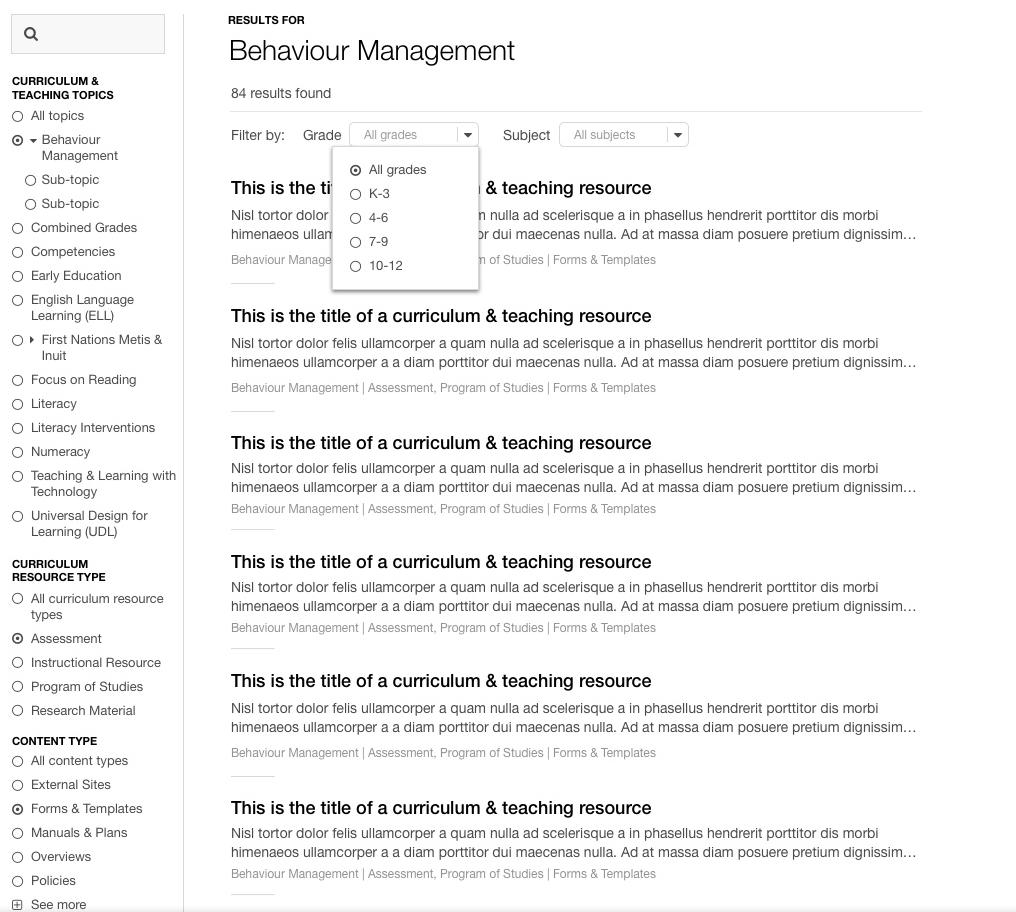 CURRICULUM &
TEACHING TOPICS
All topics
Behaviour
Management
Sub-topic
Sub-topic
Combined Grades
Competencies
Early Education
English Language
Learning (ELL)
First Nations Metis &
Inuit
Focus on Reading
Literacy
Literacy Interventions
Numeracy
Teaching & Learning with
Technology
Universal Design for
Learning (UDL)
CURRICULUM
RESOURCE TYPE
All curriculum resource
types
Assessment
Instructional Resource
Program of Studies
Research Material
CONTENT TYPE
All content types
External Sites
Forms & Templates
Manuals & Plans
Overviews
Policies
See more
RESULTS FOR
Behaviour Management
84 results found
Filter by: Grade All grades Subject All subjects
All grades
K-3
4-6
7-9
10-12
This is the & teaching resource
Nisl tortor dolor nulla ad scelerisque a in phasellus hendrerit porttitor dis morbi
himenaeos dui maecenas nulla. Ad at massa diam posuere pretium dignissim…
Behaviour of Studies | Forms & Templates
This is the title of a curriculum & teaching resource
Nisl tortor dolor felis ullamcorper a quam nulla ad scelerisque a in phasellus hendrerit porttitor dis morbi
himenaeos ullamcorper a a diam porttitor dui maecenas nulla. Ad at massa diam posuere pretium dignissim…
Behaviour Management | Assessment, Program of Studies | Forms & Templates
This is the title of a curriculum & teaching resource
Nisl tortor dolor felis ullamcorper a quam nulla ad scelerisque a in phasellus hendrerit porttitor dis morbi
himenaeos ullamcorper a a diam porttitor dui maecenas nulla. Ad at massa diam posuere pretium dignissim…
Behaviour Management | Assessment, Program of Studies | Forms & Templates
This is the title of a curriculum & teaching resource
Nisl tortor dolor felis ullamcorper a quam nulla ad scelerisque a in phasellus hendrerit porttitor dis morbi
himenaeos ullamcorper a a diam porttitor dui maecenas nulla. Ad at massa diam posuere pretium dignissim…
Behaviour Management | Assessment, Program of Studies | Forms & Templates
This is the title of a curriculum & teaching resource
Nisl tortor dolor felis ullamcorper a quam nulla ad scelerisque a in phasellus hendrerit porttitor dis morbi
himenaeos ullamcorper a a diam porttitor dui maecenas nulla. Ad at massa diam posuere pretium dignissim…
Behaviour Management | Assessment, Program of Studies | Forms & Templates
This is the title of a curriculum & teaching resource
Nisl tortor dolor felis ullamcorper a quam nulla ad scelerisque a in phasellus hendrerit porttitor dis morbi
himenaeos ullamcorper a a diam porttitor dui maecenas nulla. Ad at massa diam posuere pretium dignissim…
Behaviour Management | Assessment, Program of Studies | Forms & Templates